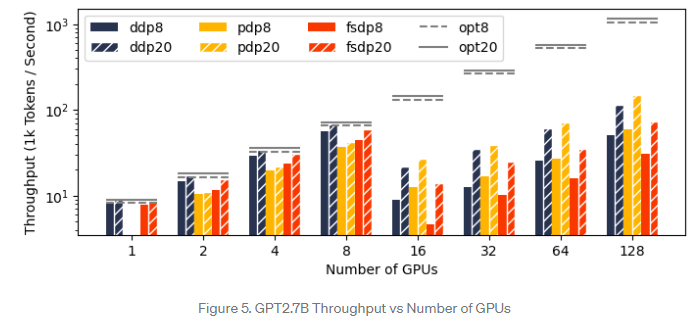 ddp8 pdp8 fsdp8 opt8
ddp20 pdp20 fsdp20 opt20
Throughput (1k Tokens / Second)
10³
10²
10¹
1 2 4 8 16 32 64 128
Number of GPUs
Figure 5. GPT2.7B Throughput vs Number of GPUs